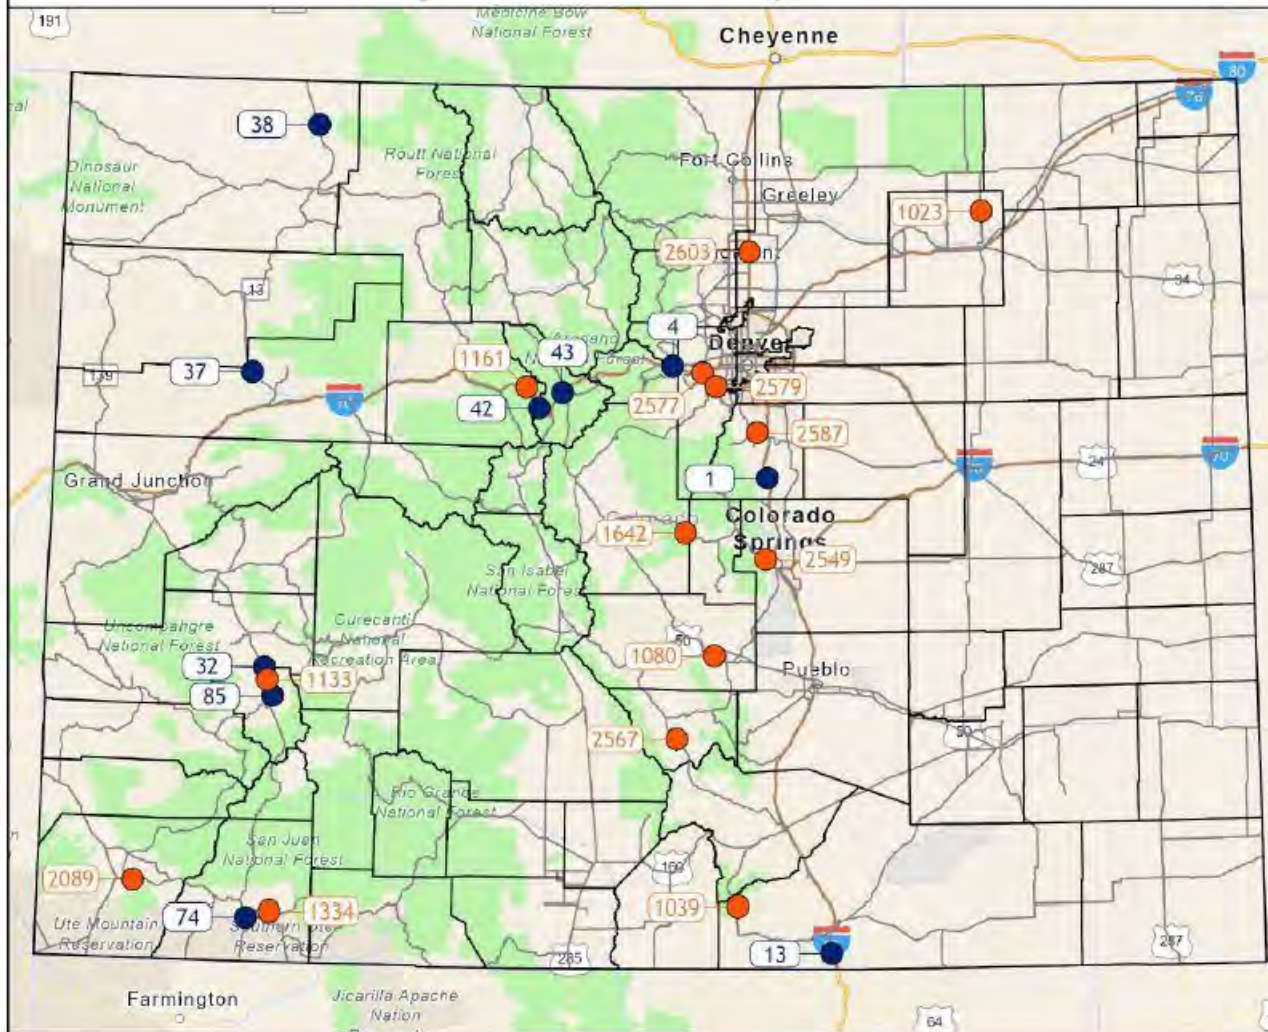 191
Medicine Bow
National Forest
Cheyenne
80
76
38
Dinosaur
National
Monument
Routt National
Forest
Fort Collins
Greeley
1023
2603
13
34
4
Denver
1161
43
37
139
42
2577
2579
70
2587
Grand Junction
1
24
70
Colorado
Springs
1642
2549
San Isabel
National Forest
287
Uncompahgre
National Forest
Curecanti
National
Recreation Area
50
32
1133
1080
Pueblo
85
2567
50
Rio Grande
National Forest
San Juan
National Forest
160
2089
74
1334
1039
Ute Mountain
Reservation
Southern Ute
Reservation
13
285
287
Farmington
Jicarilla Apache
Nation
64